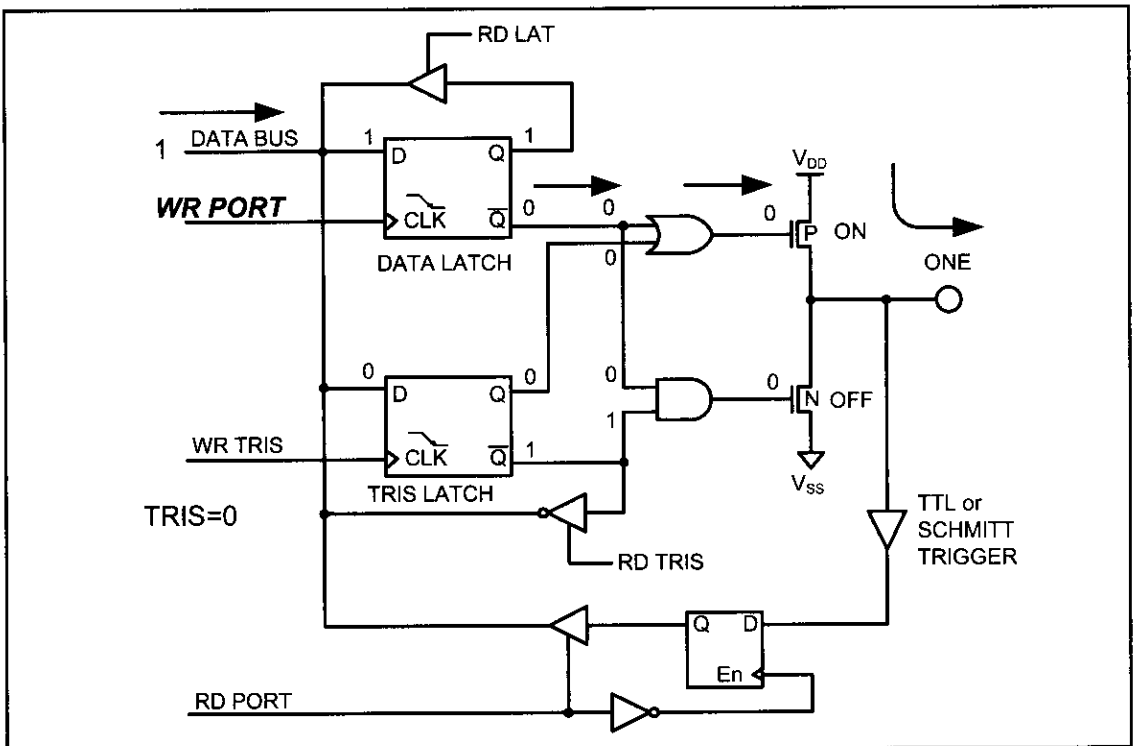 RD LAT
1 DATA BUS
1
D
Q
1
WR PORT
CLK
Q
0
0
DATA LATCH
0
0
V_DD
P
ON
ONE
0
D
Q
0
0
1
0
N
OFF
WR TRIS
CLK
Q
1
TRIS LATCH
V_SS
TRIS=0
RD TRIS
TTL or
SCHMITT
TRIGGER
Q
D
En
RD PORT